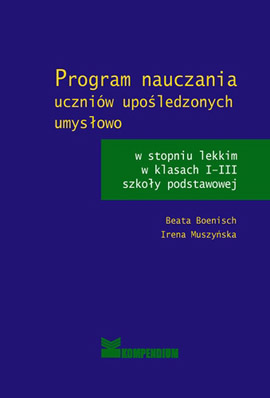 Program nauczania
uczniów upośledzonych
umysłowo
w stopniu lekkim
w klasach I–III
szkoły podstawowej
Beata Boenisch
Irena Muszyńska
KOMPENDIUM